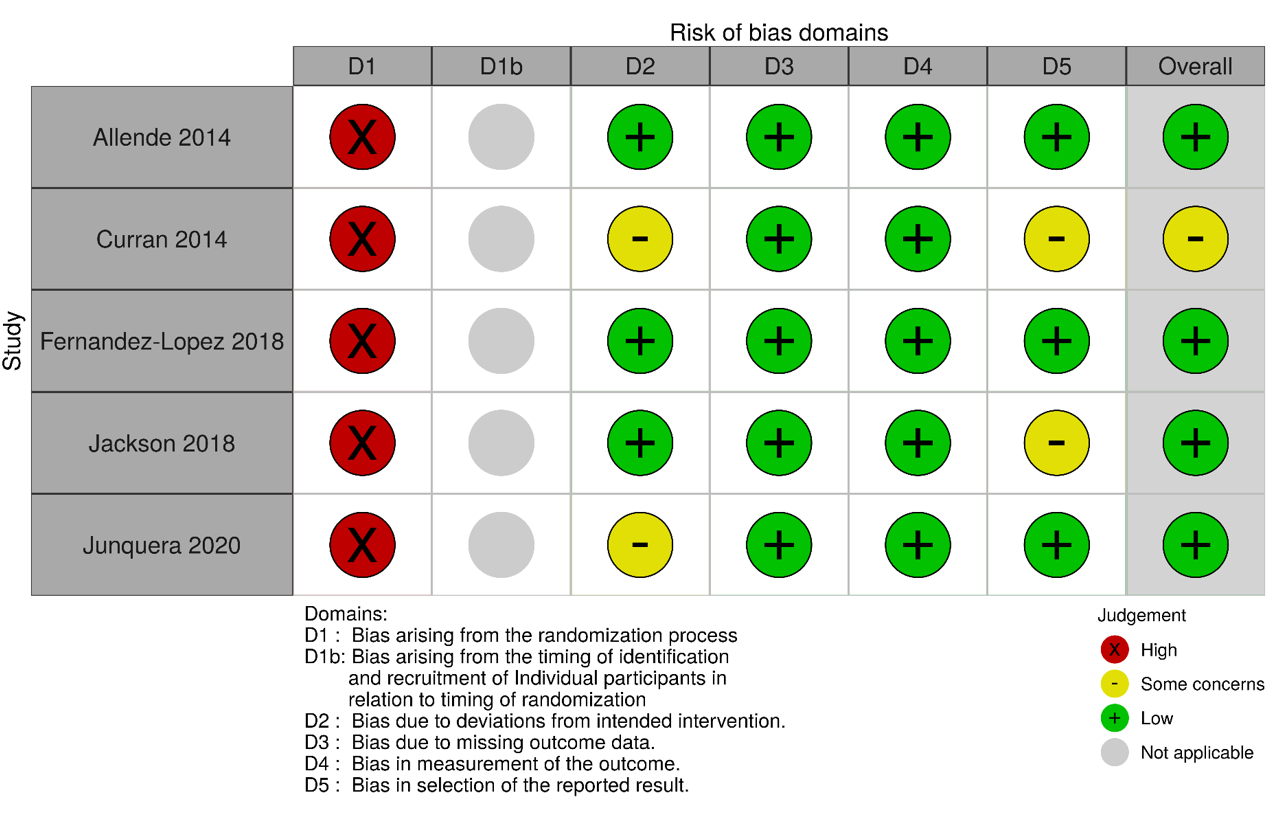 Risk of bias domains
D1 D1b D2 D3 D4 D5 Overall
Study
Allende 2014 X + + + + +
Curran 2014 X - + + - -
Fernandez-Lopez 2018 X + + + + +
Jackson 2018 X + + + - +
Junquera 2020 X - + + + +
Domains:
D1 : Bias arising from the randomization process
D1b: Bias arising from the timing of identification
and recruitment of Individual participants in
relation to timing of randomization
D2 : Bias due to deviations from intended intervention.
D3 : Bias due to missing outcome data.
D4 : Bias in measurement of the outcome.
D5 : Bias in selection of the reported result.
Judgement
X High
- Some concerns
+ Low
Not applicable